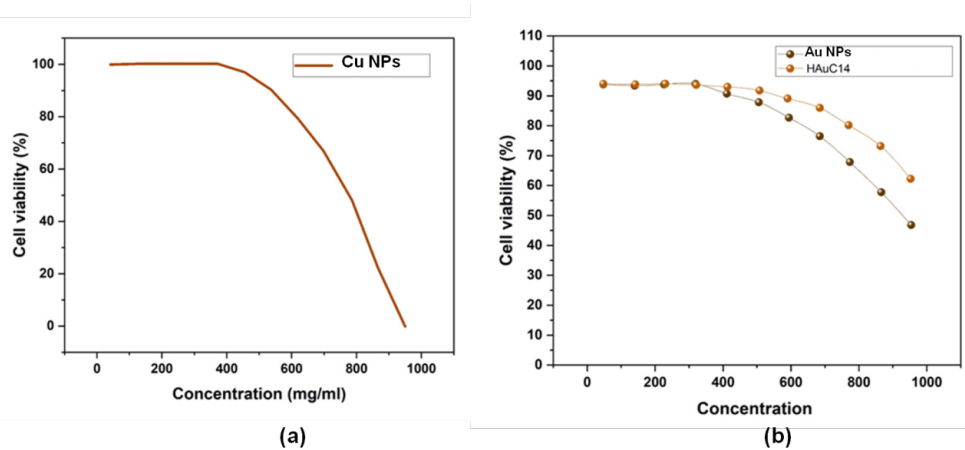 Cu NPs
100
80
60
40
20
0
Cell viability (%)
0 200 400 600 800 1000
Concentration (mg/ml)
(a)
Au NPs
HAuC14
110
100
90
80
70
60
50
40
30
20
10
0
Cell viability (%)
0 200 400 600 800 1000
Concentration
(b)